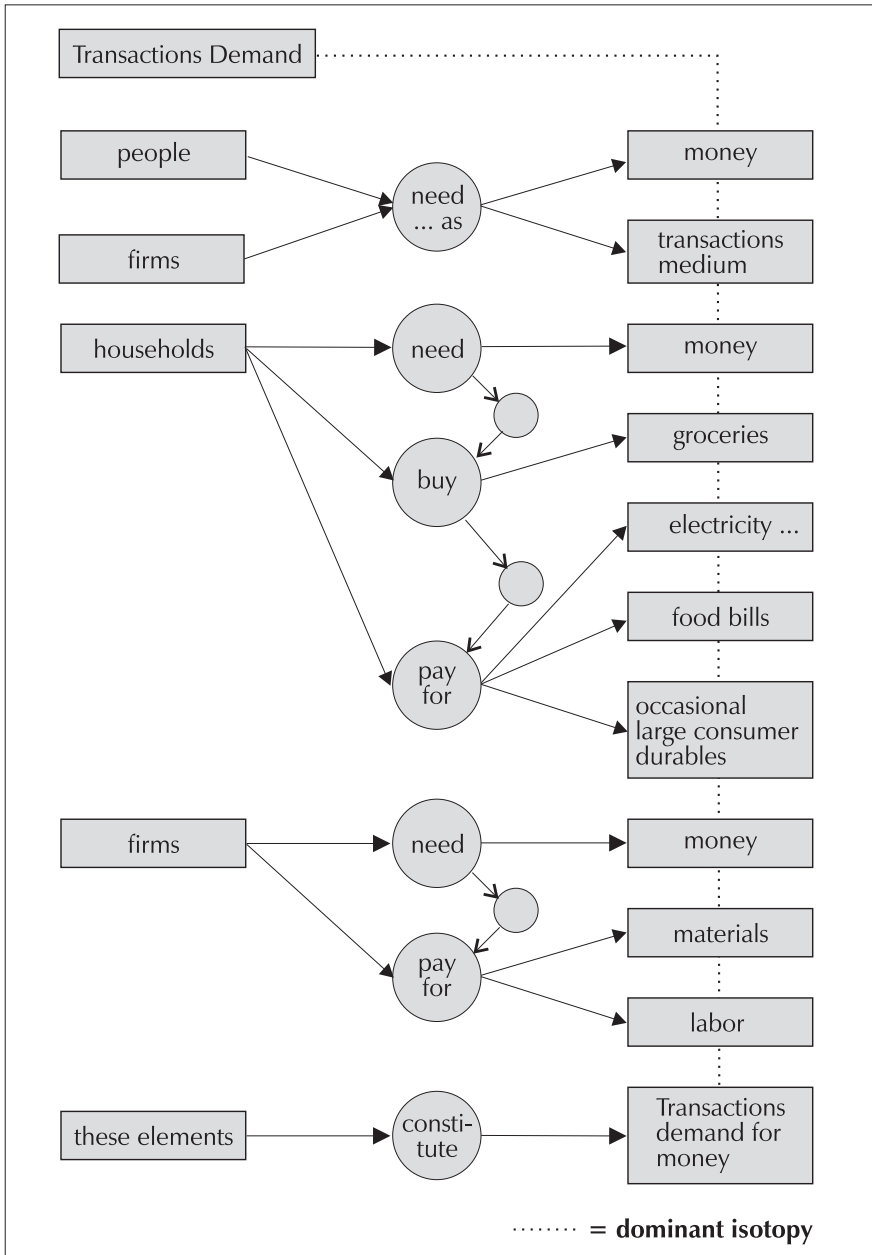 Transactions Demand
people
need
... as
money
firms
transactions
medium
households
need
money
buy
groceries
electricity ...
food bills
pay
for
occasional
large consumer
durables
firms
need
money
pay
for
materials
labor
these elements
consti-
tute
Transactions
demand for
money
........ = dominant isotopy